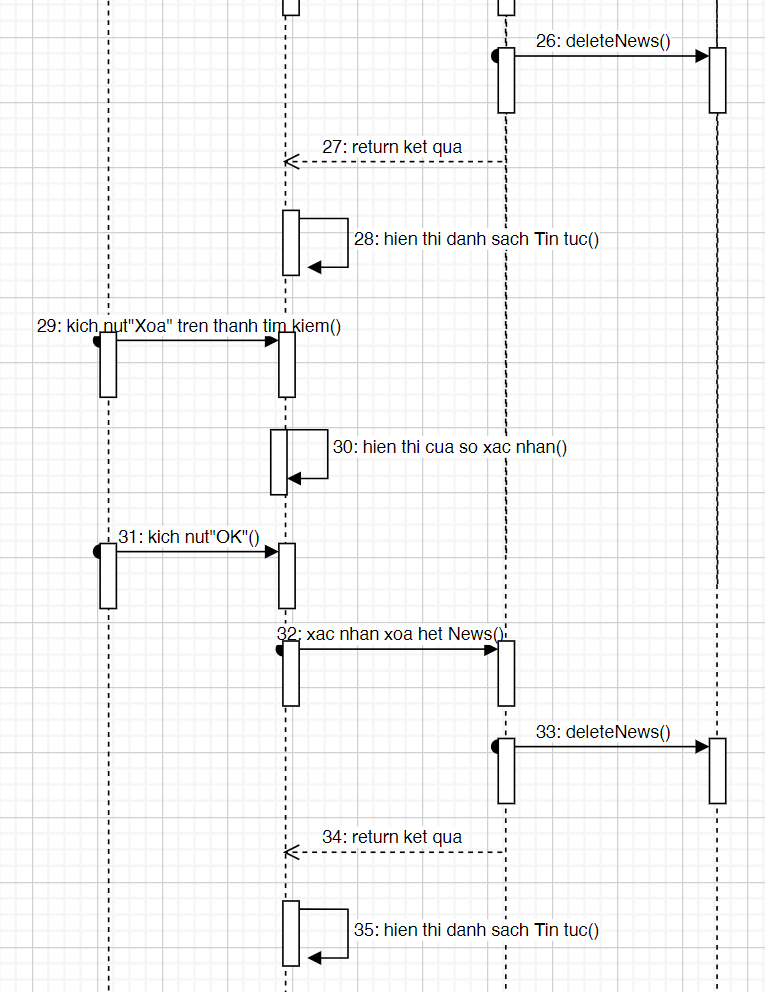 26: deleteNews()
27: return ket qua
28: hien thi danh sach Tin tuc()
29: kich nut"Xoa" tren thanh tim kiem()
30: hien thi cua so xac nhan()
31: kich nut"OK"()
32: xac nhan xoa het News()
33: deleteNews()
34: return ket qua
35: hien thi danh sach Tin tuc()